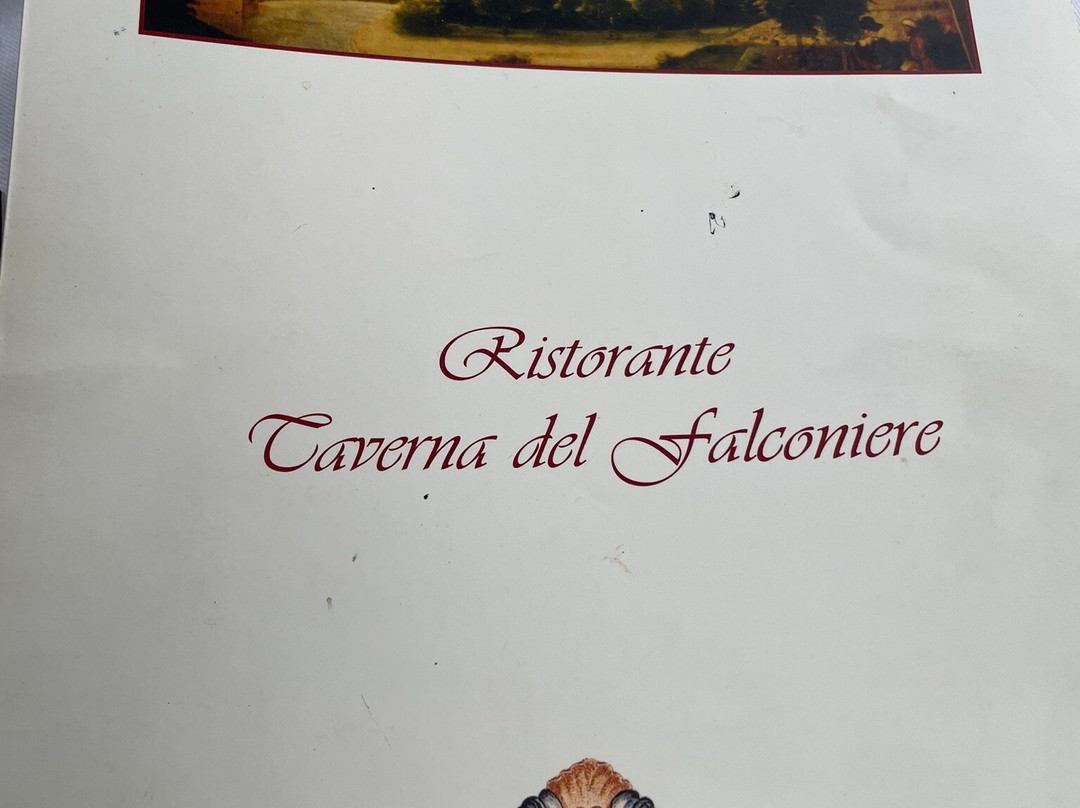 Ristorante
Taverna del Falconiere